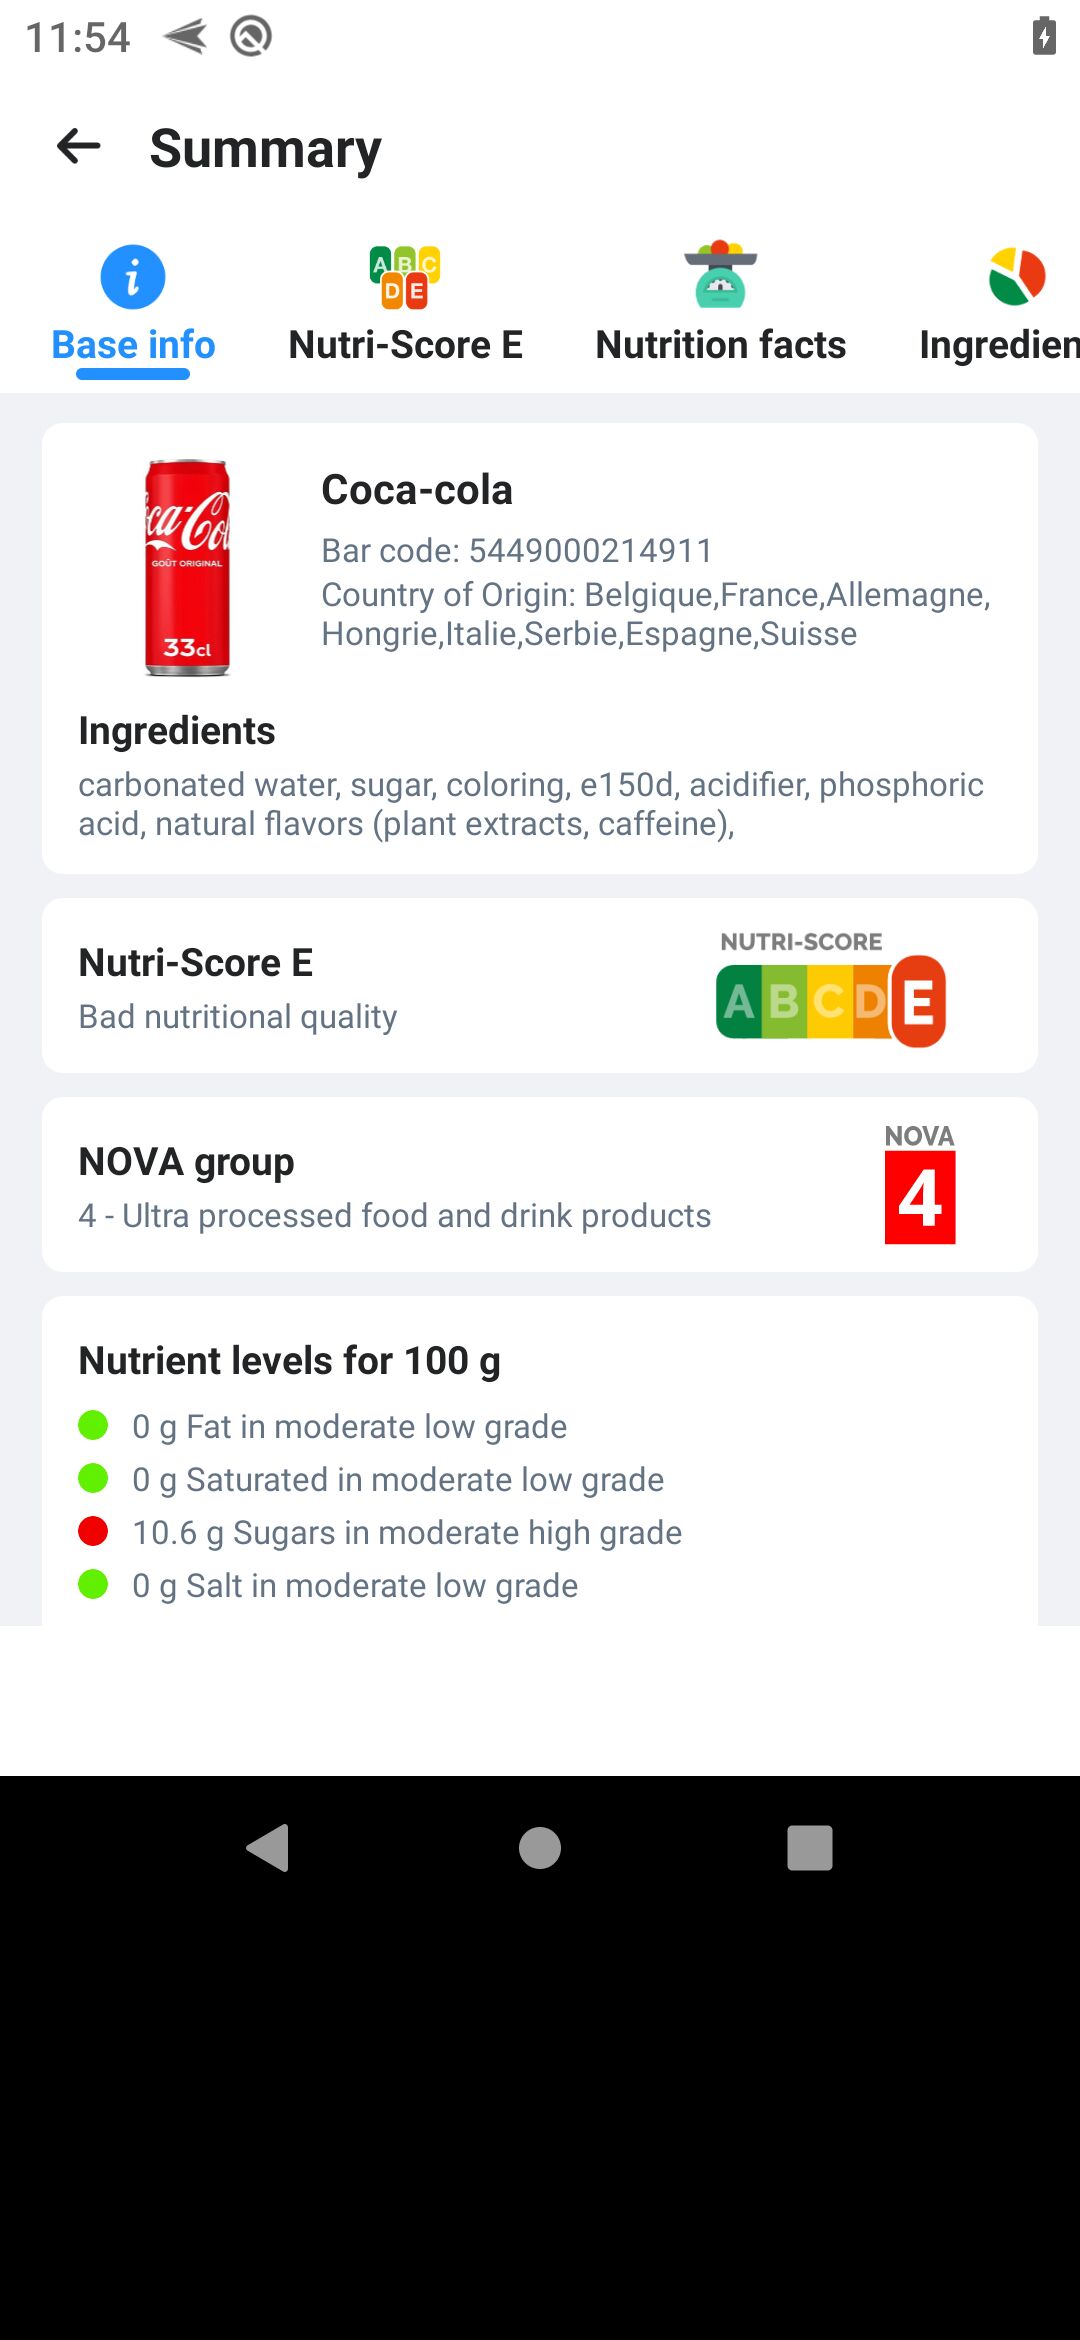 11:54
Summary
ABC
DE
Base info
Nutri-Score E
Nutrition facts
Ingredien
Coca-cola
Bar code: 5449000214911
Country of Origin: Belgique,France,Allemagne,
Hongrie,Italie,Serbie,Espagne,Suisse
ca-Col
GOÛT ORIGINAL
33cl
Ingredients
carbonated water, sugar, coloring, e150d, acidifier, phosphoric
acid, natural flavors (plant extracts, caffeine),
Nutri-Score E
Bad nutritional quality
NUTRI-SCORE
ABCDE
NOVA group
4 - Ultra processed food and drink products
NOVA
4
Nutrient levels for 100 g
0 g Fat in moderate low grade
0 g Saturated in moderate low grade
10.6 g Sugars in moderate high grade
0 g Salt in moderate low grade